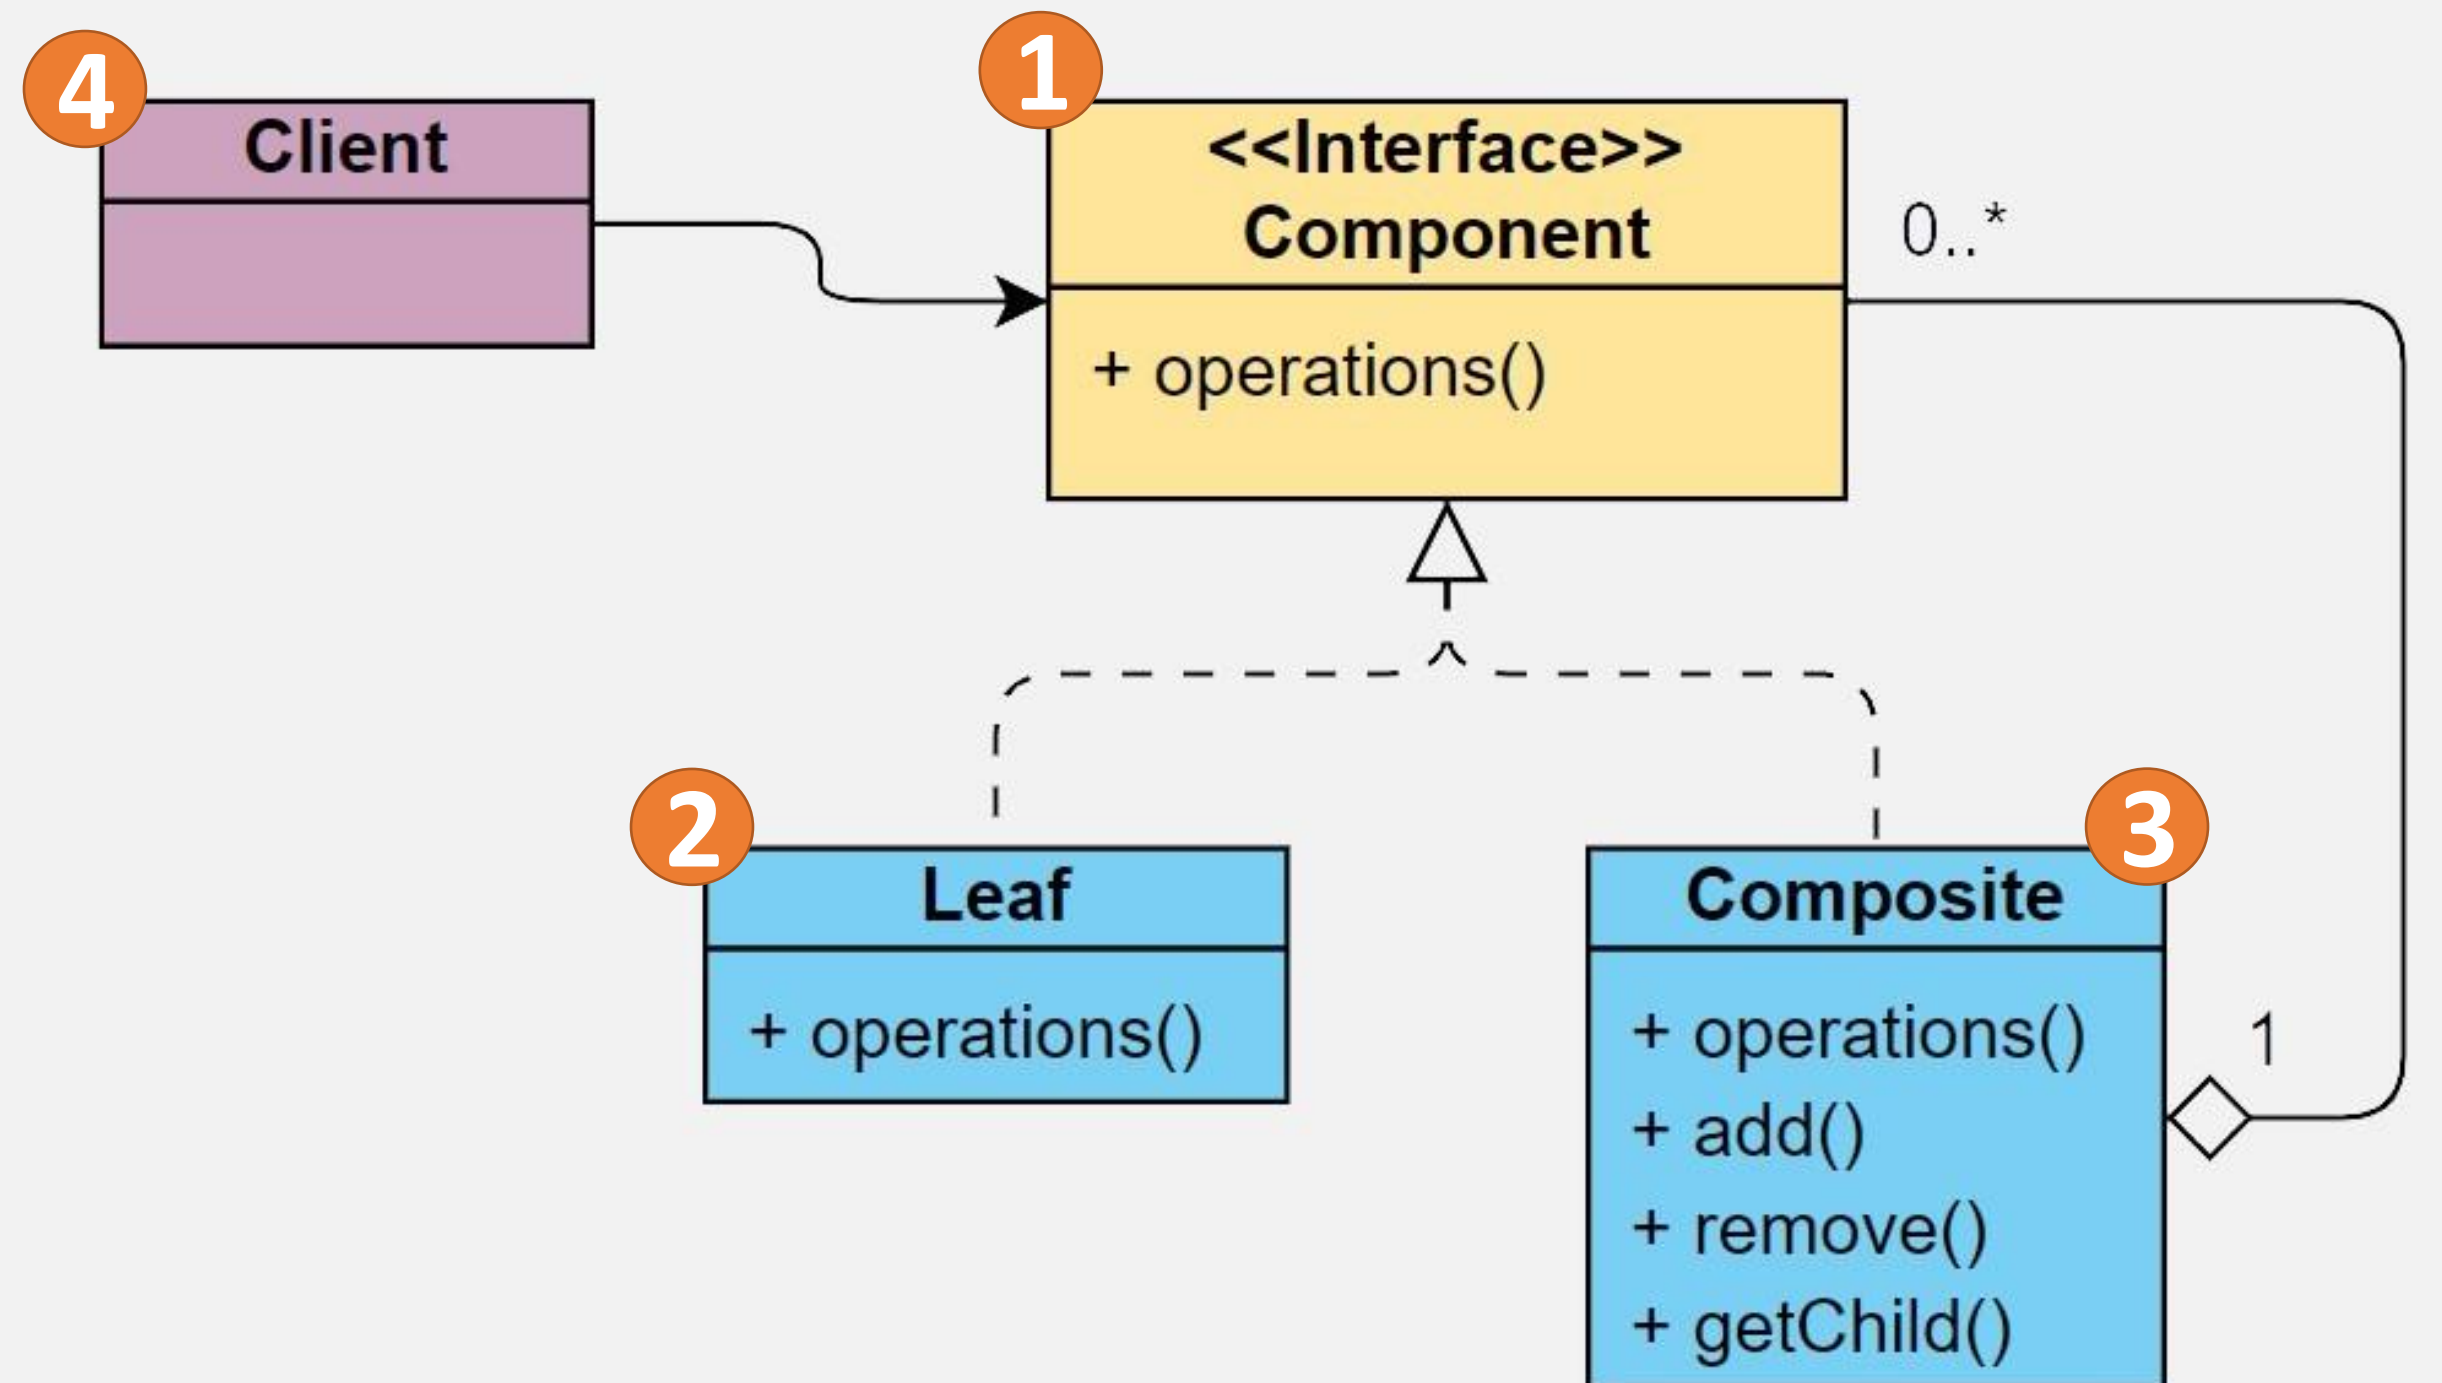 4
Client
1
<<Interface>>
Component
+ operations()
0..*
2
Leaf
+ operations()
3
Composite
+ operations()
+ add()
+ remove()
+ getChild()
1